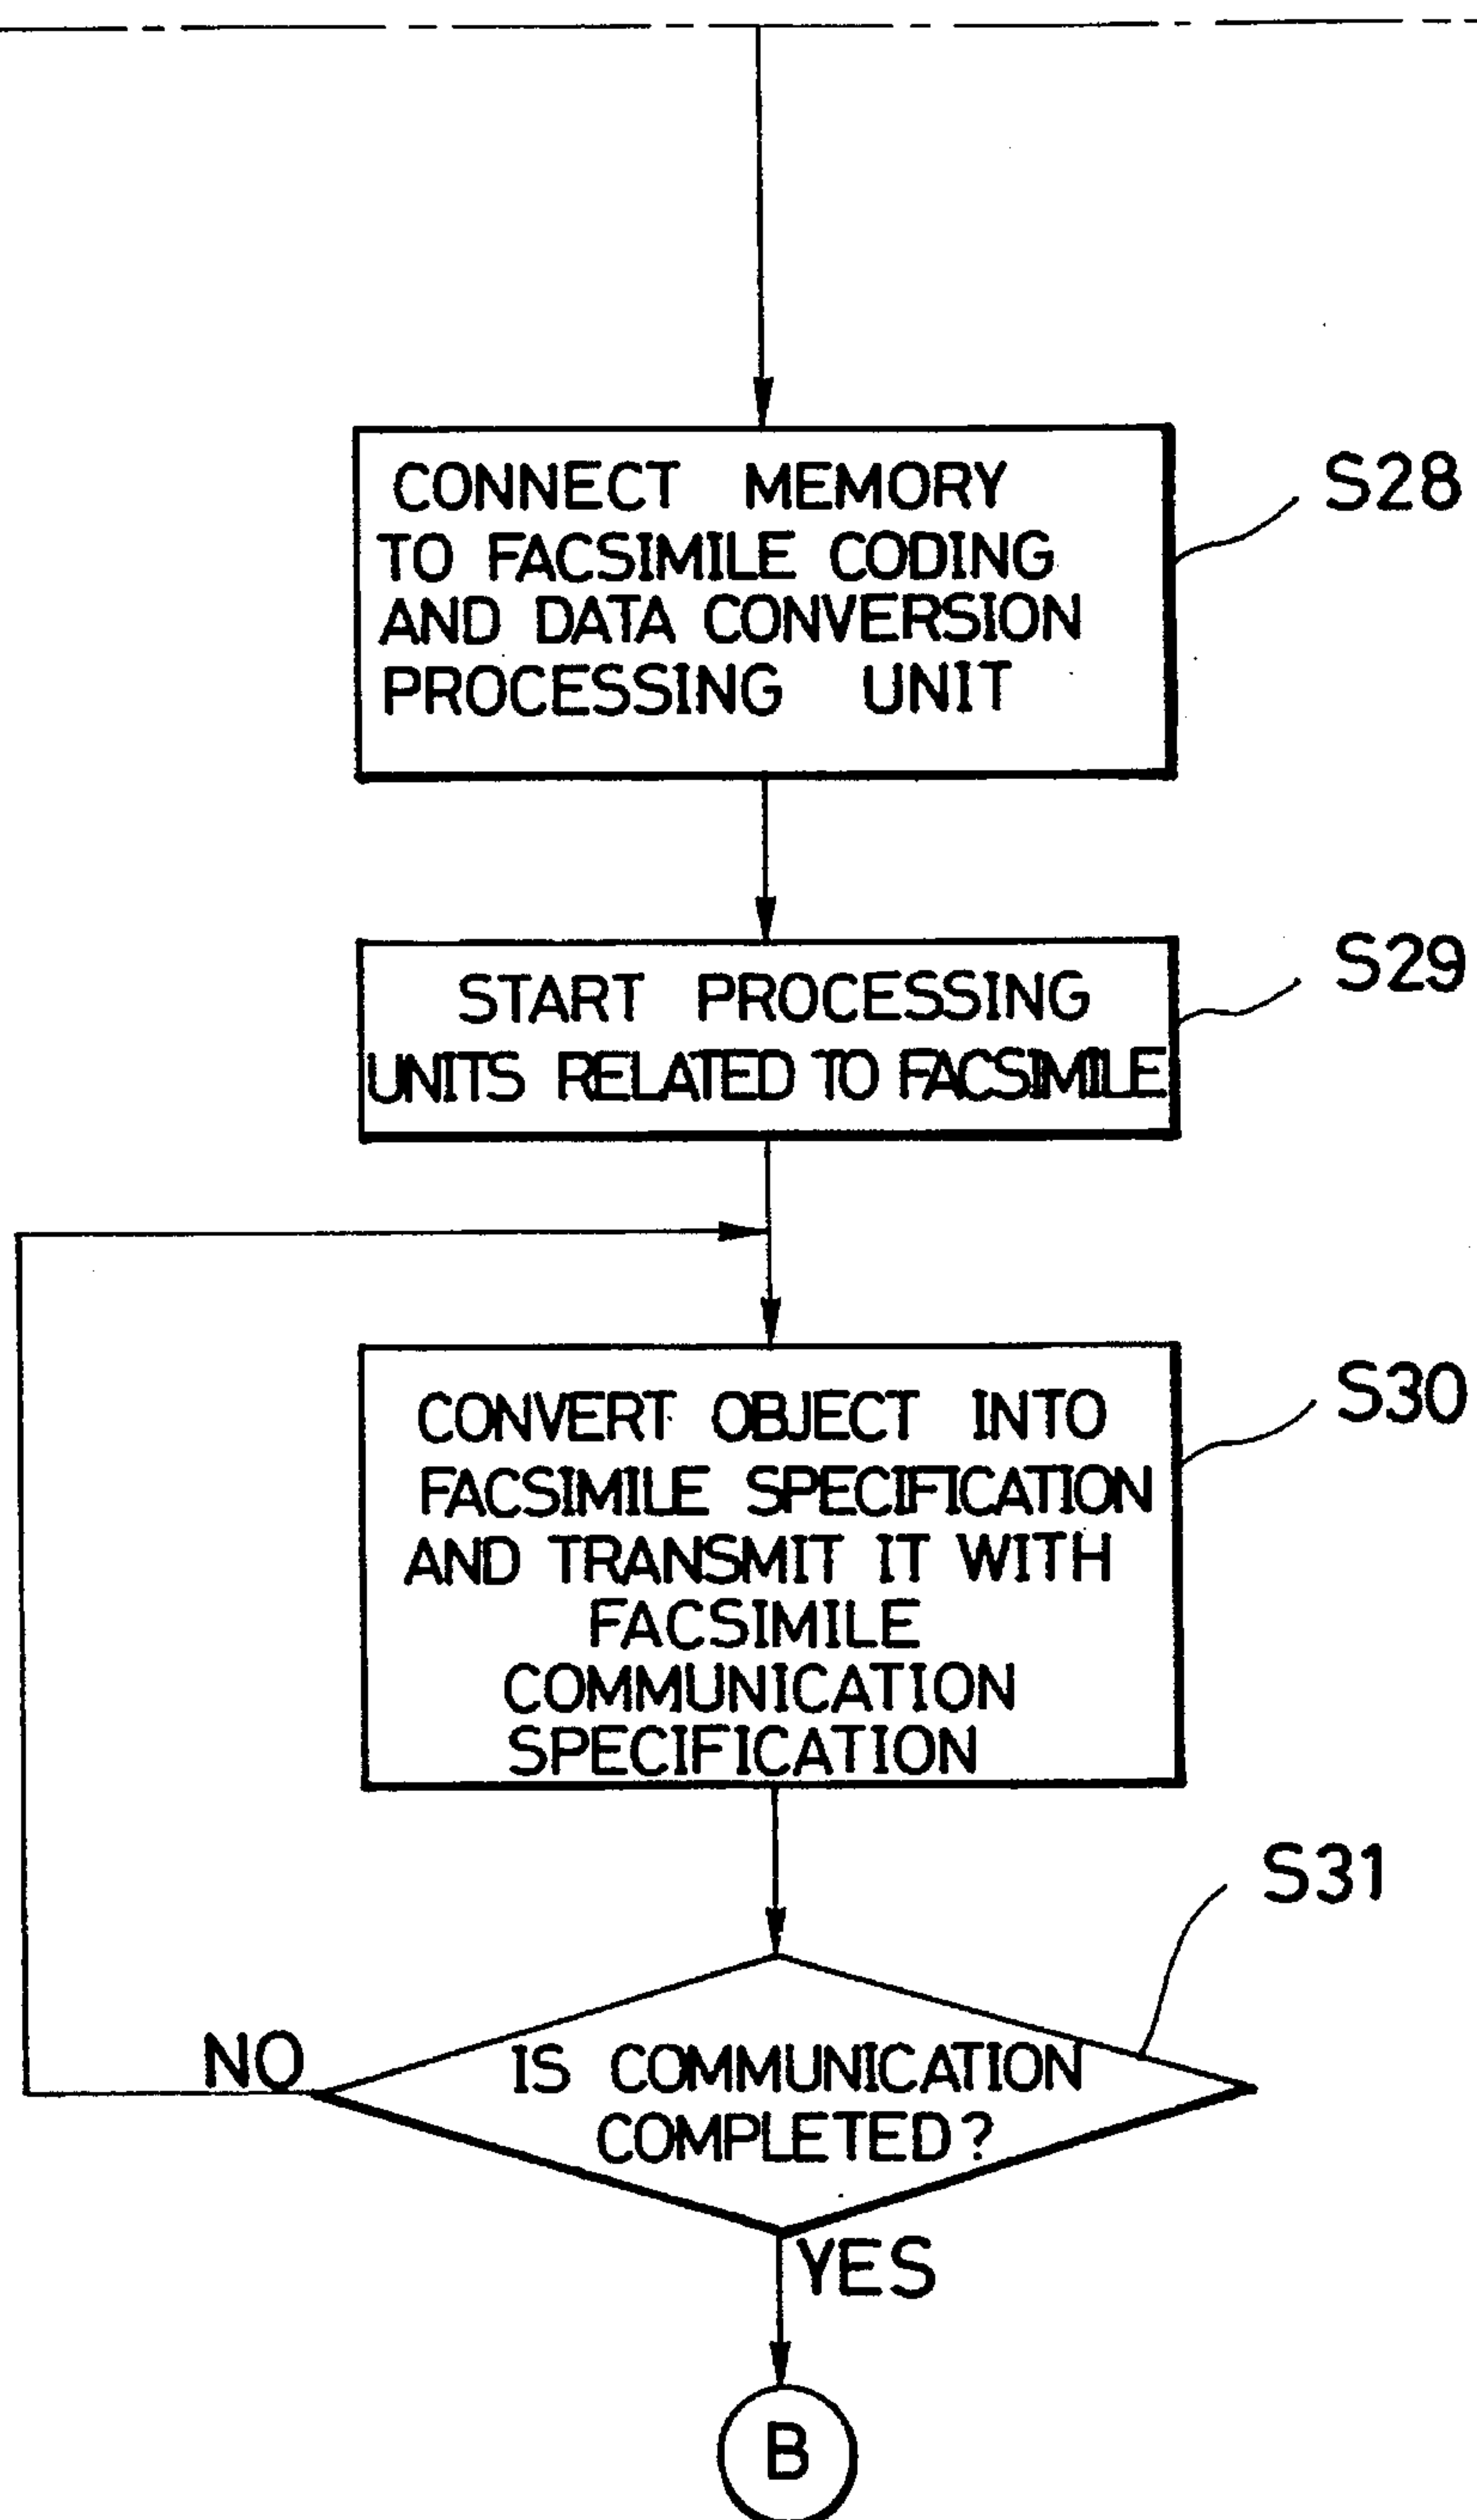 CONNECT MEMORY
TO FACSIMILE CODING
AND DATA CONVERSION
PROCESSING UNIT
S28
START PROCESSING
UNITS RELATED TO FACSIMILE
S29
CONVERT OBJECT INTO
FACSIMILE SPECIFICATION
AND TRANSMIT IT WITH
FACSIMILE
COMMUNICATION
SPECIFICATION
S30
S31
IS COMMUNICATION
COMPLETED?
NO
YES
B